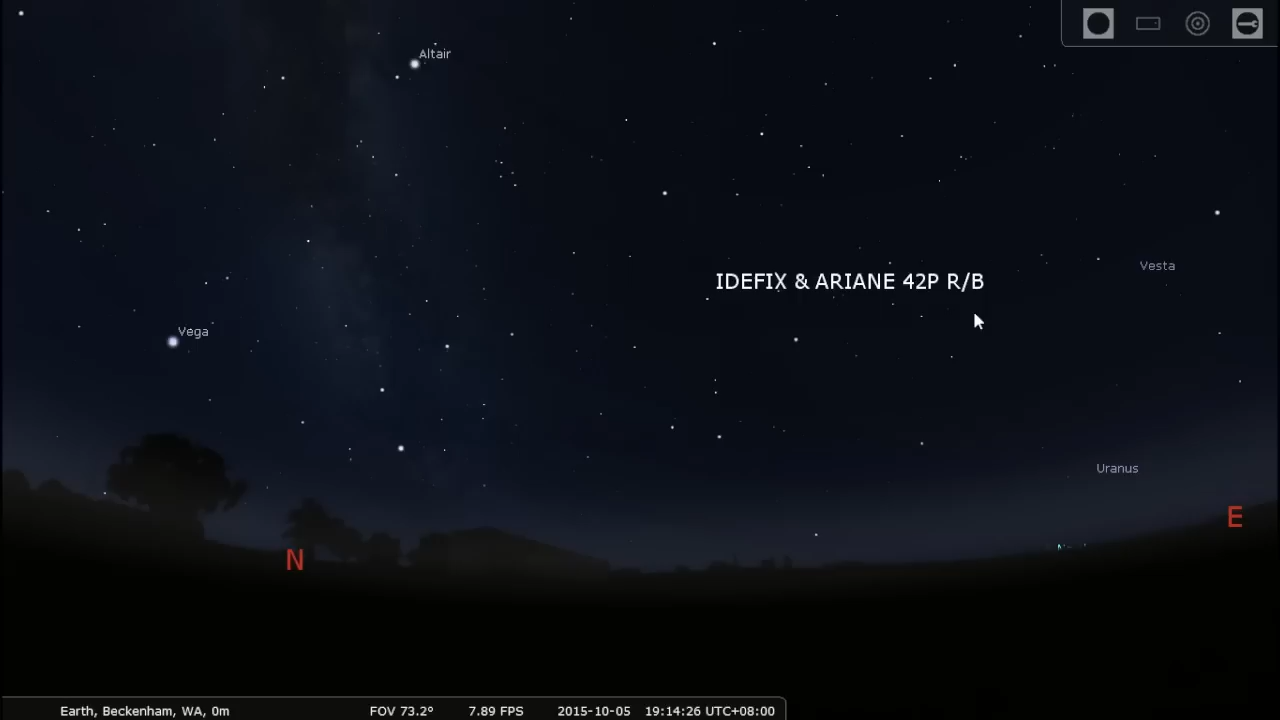 Altair
Vesta
IDEFIX & ARIANE 42P R/B
Vega
Uranus
E
N
Earth, Beckenham, WA, 0m FOV 73.2° 7.89 FPS 2015-10-05 19:14:26 UTC+08:00